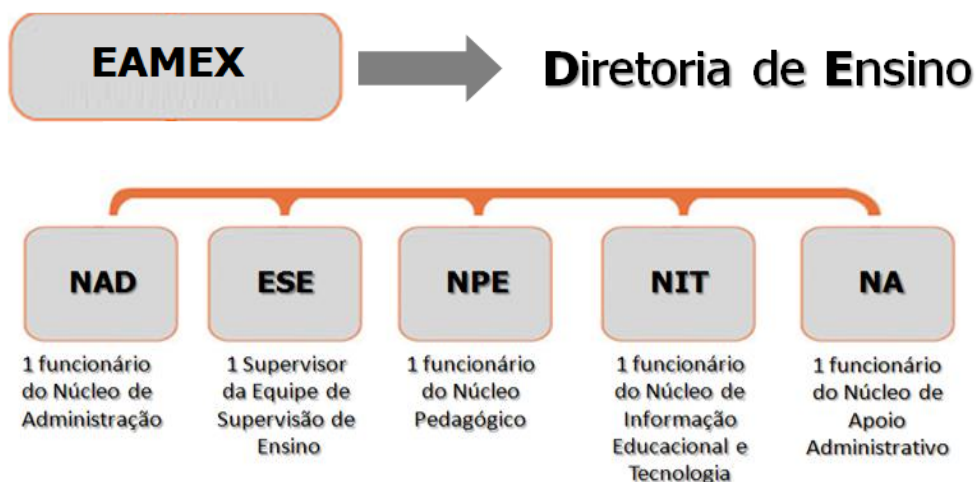 EAMEX
Diretoria de Ensino
NAD
ESE
NPE
NIT
NA
1 funcionário
do Núcleo de
Administração
1 Supervisor
da Equipe de
Supervisão de
Ensino
1 funcionário
do Núcleo
Pedagógico
1 funcionário
do Núcleo de
Informação
Educacional e
Tecnologia
1 funcionário
do Núcleo de
Apoio
Administrativo